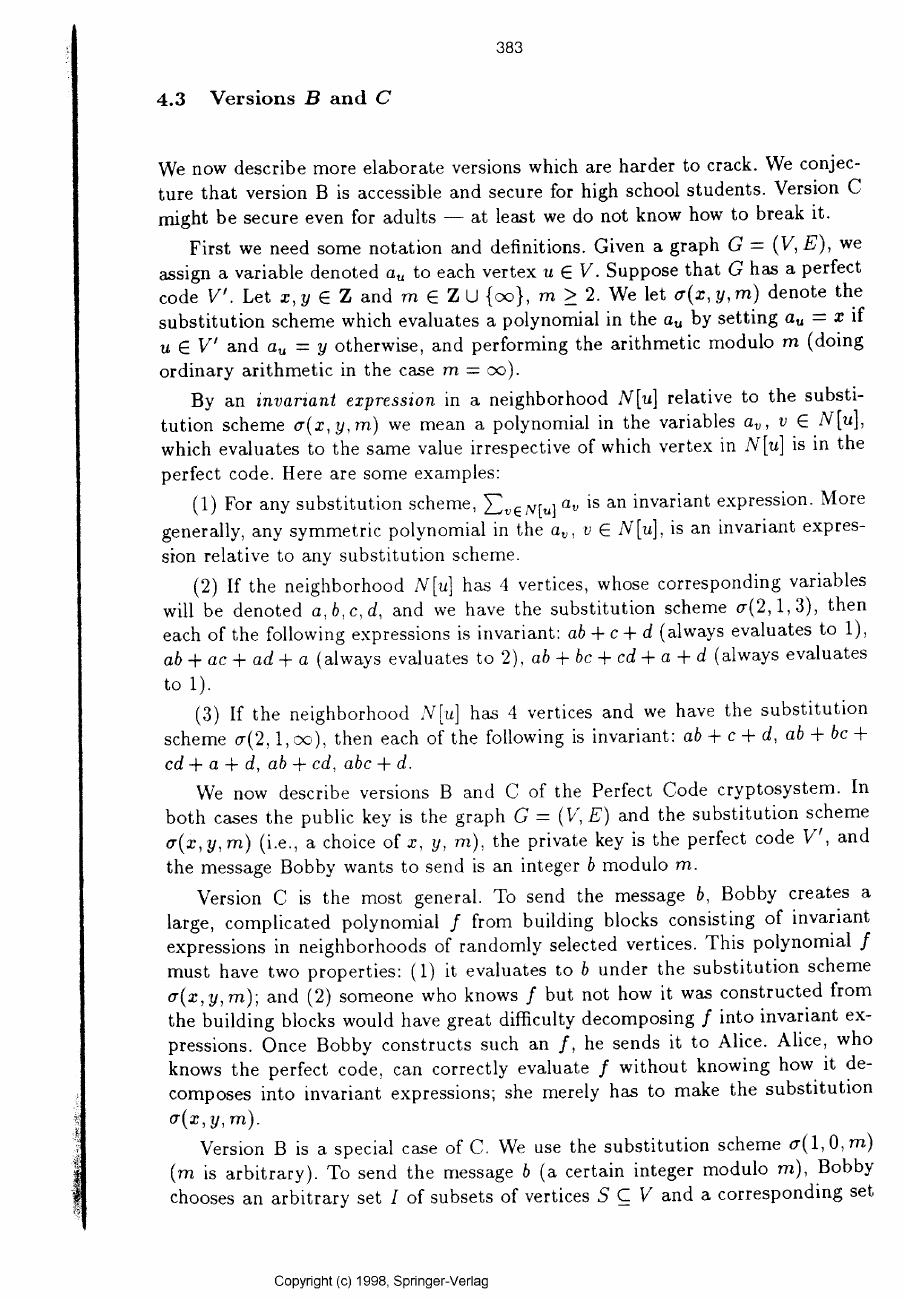 383
4.3 Versions B and C
We now describe more elaborate versions which are harder to crack. We conjec-
ture that version B is accessible and secure for high school students. Version C
might be secure even for adults — at least we do not know how to break it.
First we need some notation and definitions. Given a graph G = (V, E), we
assign a variable denoted a_u to each vertex u ∈ V. Suppose that G has a perfect
code V′. Let x, y ∈ Z and m ∈ Z ∪ {∞}, m ≥ 2. We let σ(x, y, m) denote the
substitution scheme which evaluates a polynomial in the a_u by setting a_u = x if
u ∈ V′ and a_u = y otherwise, and performing the arithmetic modulo m (doing
ordinary arithmetic in the case m = ∞).
By an invariant expression in a neighborhood N[u] relative to the substi-
tution scheme σ(x, y, m) we mean a polynomial in the variables a_v, v ∈ N[u],
which evaluates to the same value irrespective of which vertex in N[u] is in the
perfect code. Here are some examples:
(1) For any substitution scheme, ∑_{v∈N[u]} a_v is an invariant expression. More
generally, any symmetric polynomial in the a_v, v ∈ N[u], is an invariant expres-
sion relative to any substitution scheme.
(2) If the neighborhood N[u] has 4 vertices, whose corresponding variables
will be denoted a, b, c, d, and we have the substitution scheme σ(2, 1, 3), then
each of the following expressions is invariant: ab + c + d (always evaluates to 1),
ab + ac + ad + a (always evaluates to 2), ab + bc + cd + a + d (always evaluates
to 1).
(3) If the neighborhood N[u] has 4 vertices and we have the substitution
scheme σ(2, 1, ∞), then each of the following is invariant: ab + c + d, ab + bc +
cd + a + d, ab + cd, abc + d.
We now describe versions B and C of the Perfect Code cryptosystem. In
both cases the public key is the graph G = (V, E) and the substitution scheme
σ(x, y, m) (i.e., a choice of x, y, m), the private key is the perfect code V′, and
the message Bobby wants to send is an integer b modulo m.
Version C is the most general. To send the message b, Bobby creates a
large, complicated polynomial f from building blocks consisting of invariant
expressions in neighborhoods of randomly selected vertices. This polynomial f
must have two properties: (1) it evaluates to b under the substitution scheme
σ(x, y, m); and (2) someone who knows f but not how it was constructed from
the building blocks would have great difficulty decomposing f into invariant ex-
pressions. Once Bobby constructs such an f, he sends it to Alice. Alice, who
knows the perfect code, can correctly evaluate f without knowing how it de-
composes into invariant expressions; she merely has to make the substitution
σ(x, y, m).
Version B is a special case of C. We use the substitution scheme σ(1, 0, m)
(m is arbitrary). To send the message b (a certain integer modulo m), Bobby
chooses an arbitrary set I of subsets of vertices S ⊆ V and a corresponding set
Copyright (c) 1998, Springer-Verlag